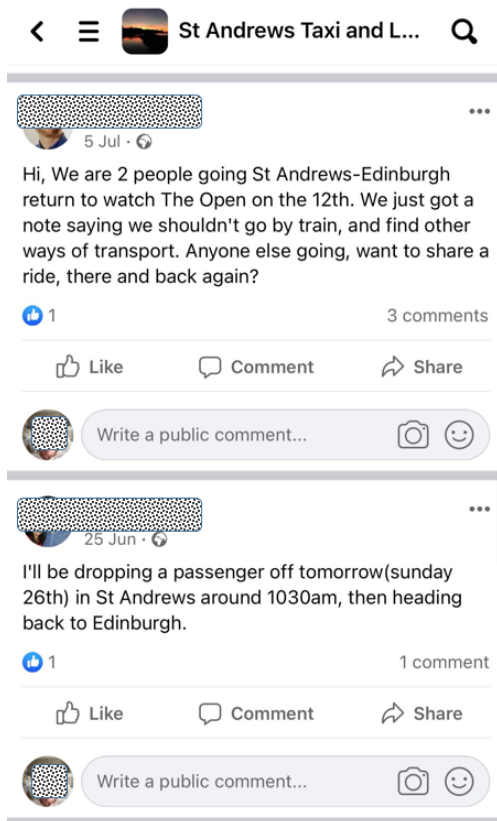 St Andrews Taxi and L...
5 Jul ·
Hi, We are 2 people going St Andrews-Edinburgh
return to watch The Open on the 12th. We just got a
note saying we shouldn't go by train, and find other
ways of transport. Anyone else going, want to share a
ride, there and back again?
1 3 comments
Like Comment Share
Write a public comment...
25 Jun ·
I'll be dropping a passenger off tomorrow(sunday
26th) in St Andrews around 1030am, then heading
back to Edinburgh.
1 1 comment
Like Comment Share
Write a public comment...